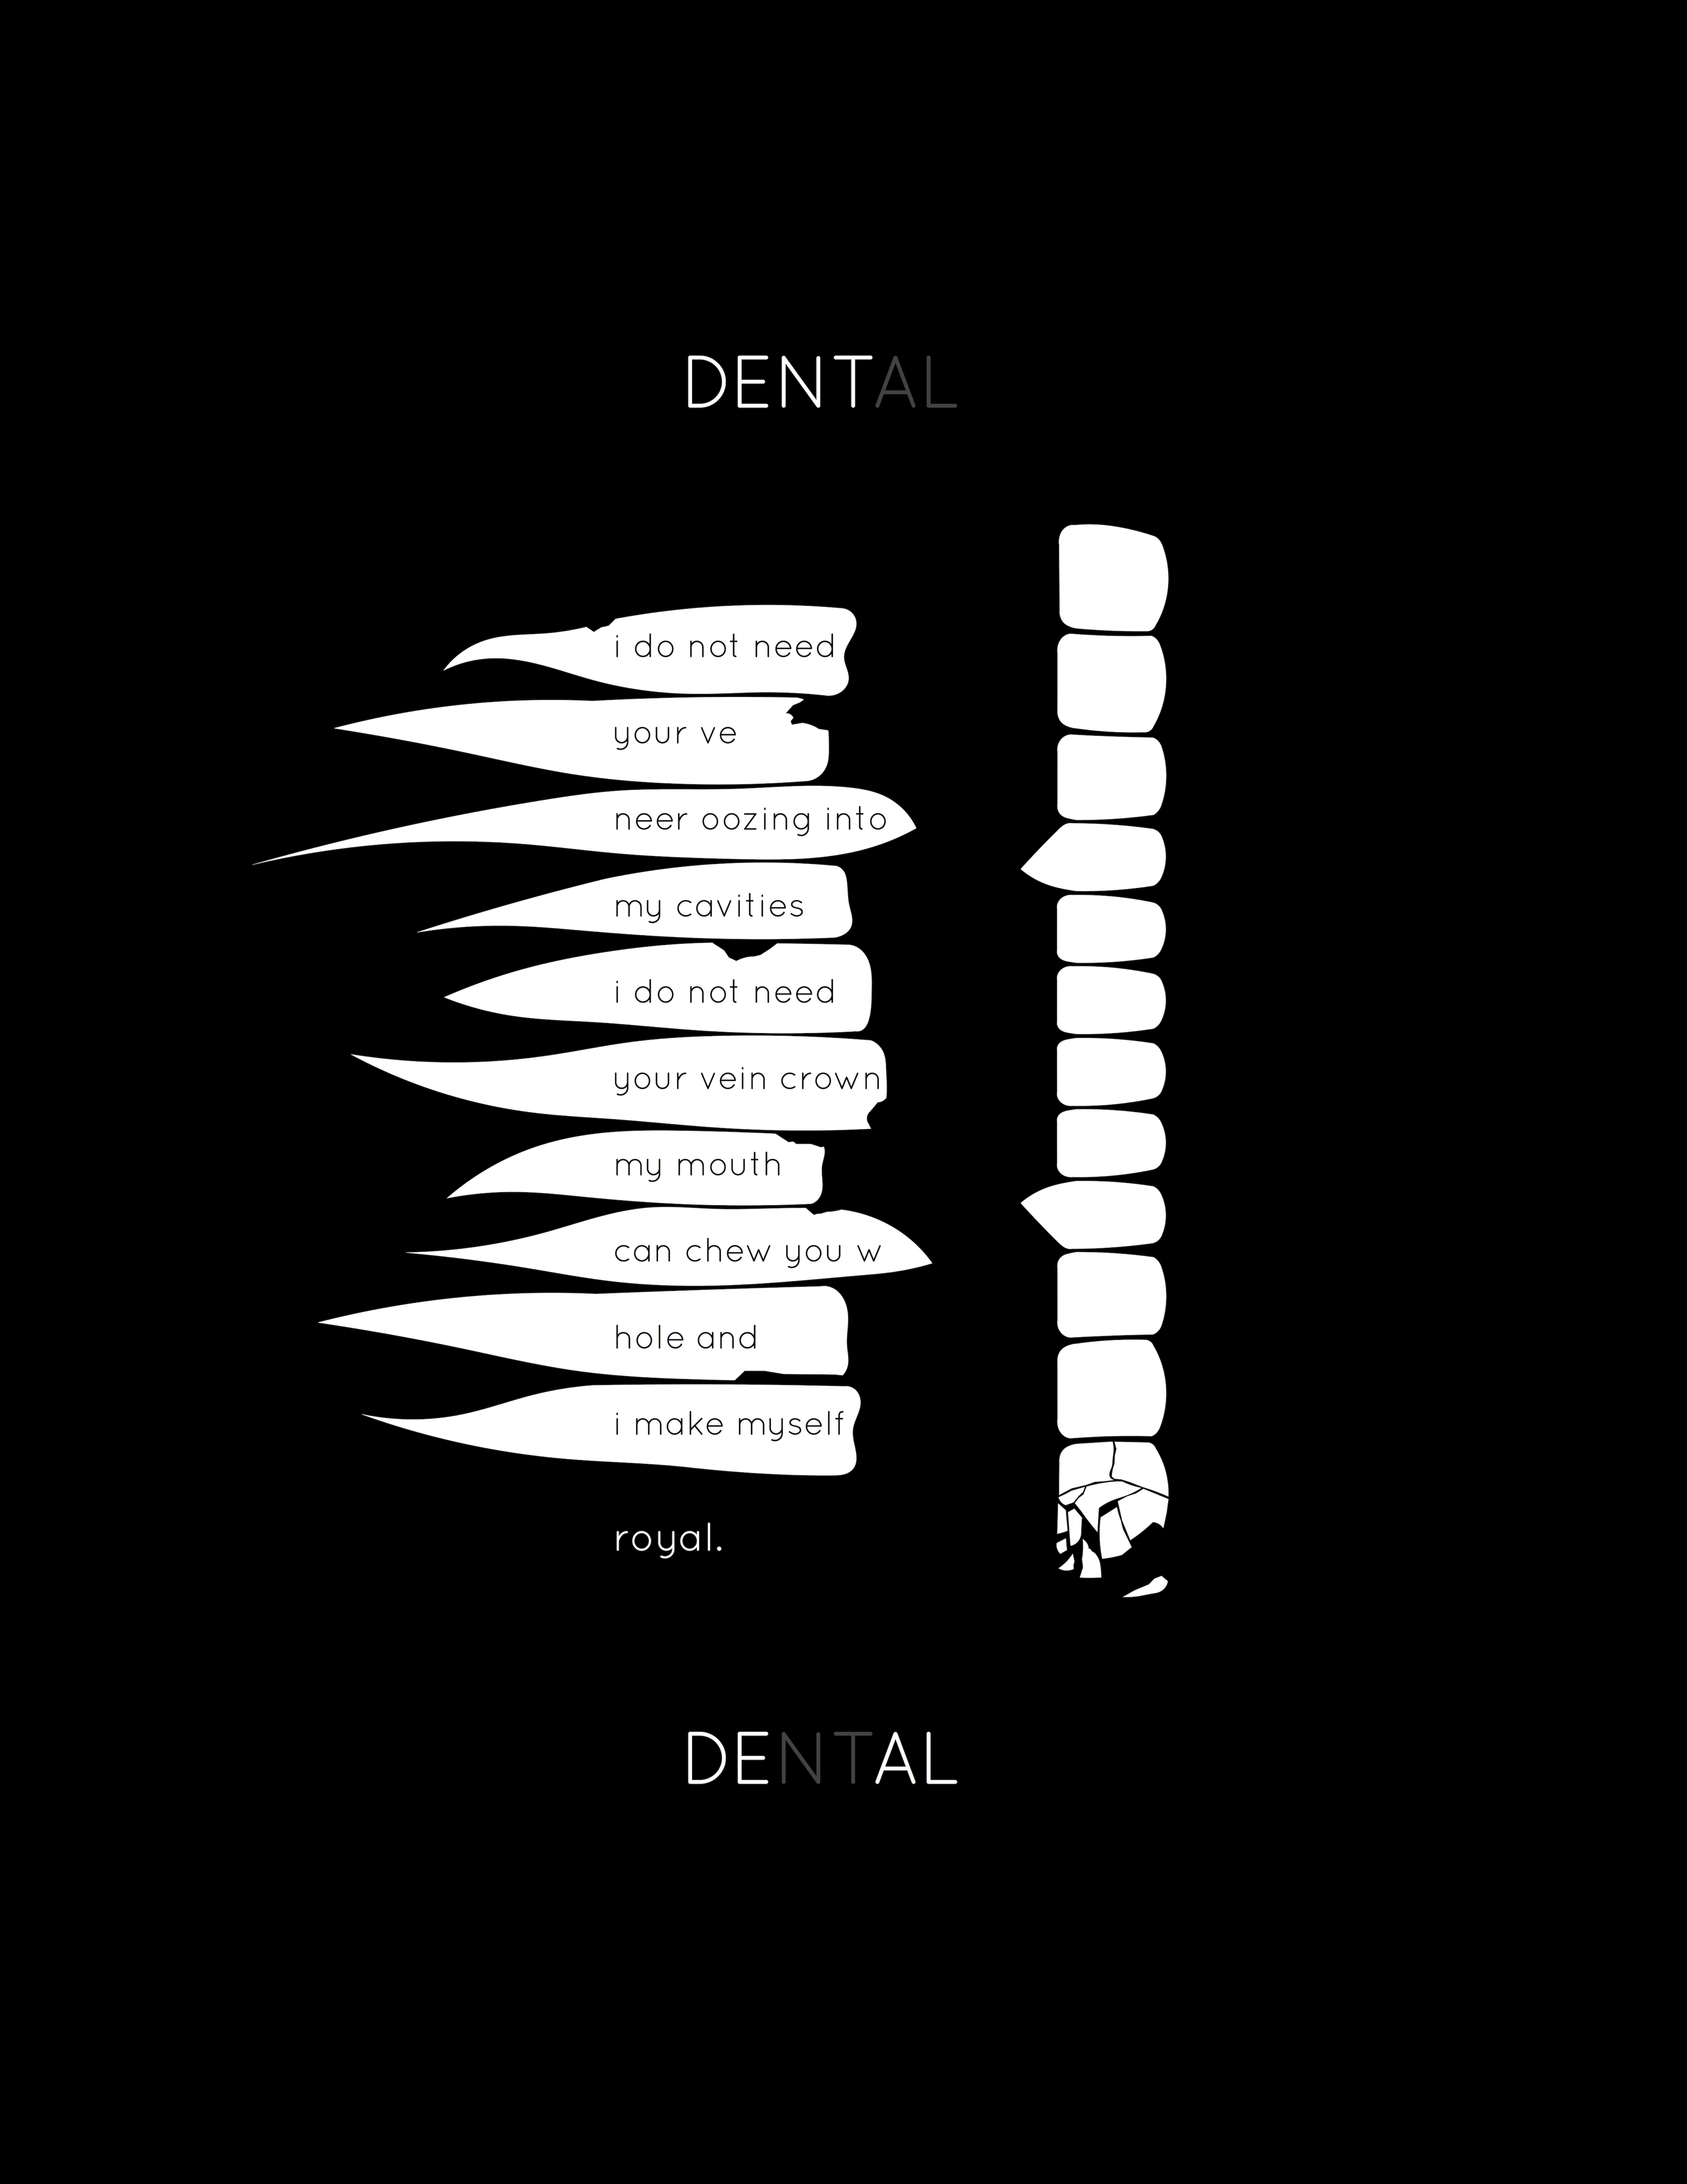 DENTAL
i do not need
your ve
neer oozing into
my cavities
i do not need
your vein crown
my mouth
can chew you w
hole and
i make myself
royal.
DENTAL